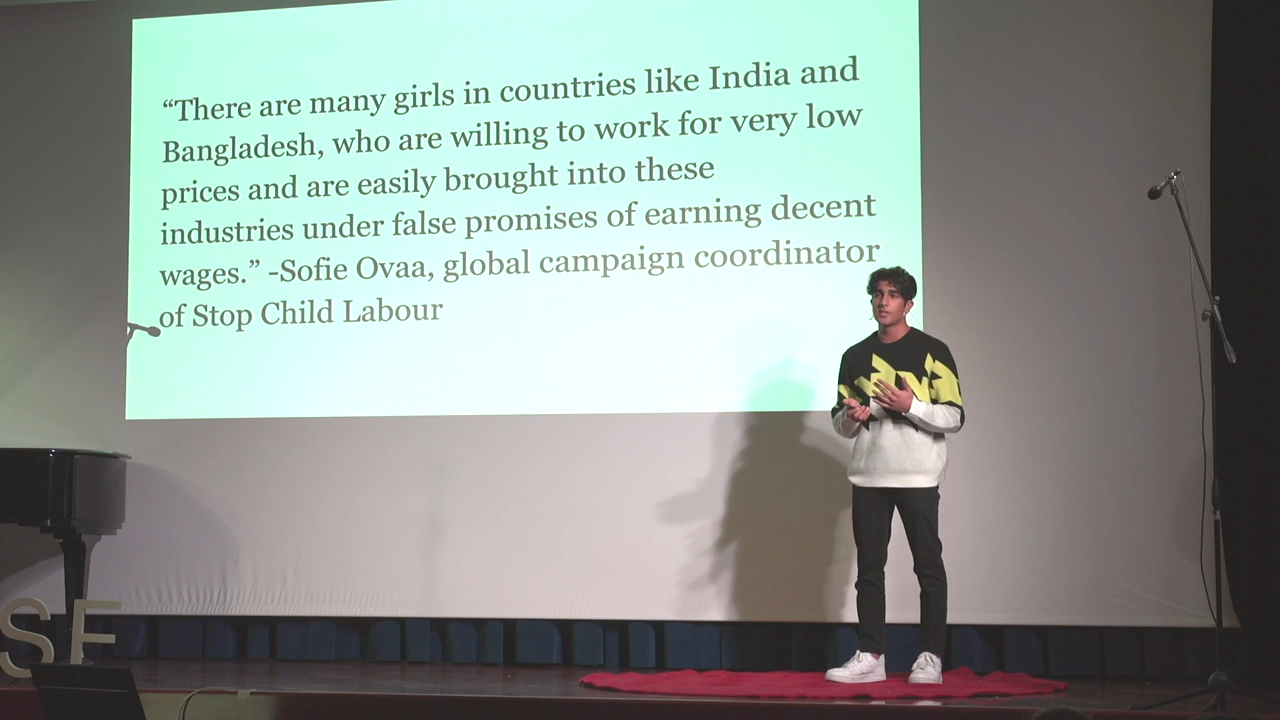 “There are many girls in countries like India and
Bangladesh, who are willing to work for very low
prices and are easily brought into these
industries under false promises of earning decent
wages.” -Sofie Ovaa, global campaign coordinator
of Stop Child Labour
SF